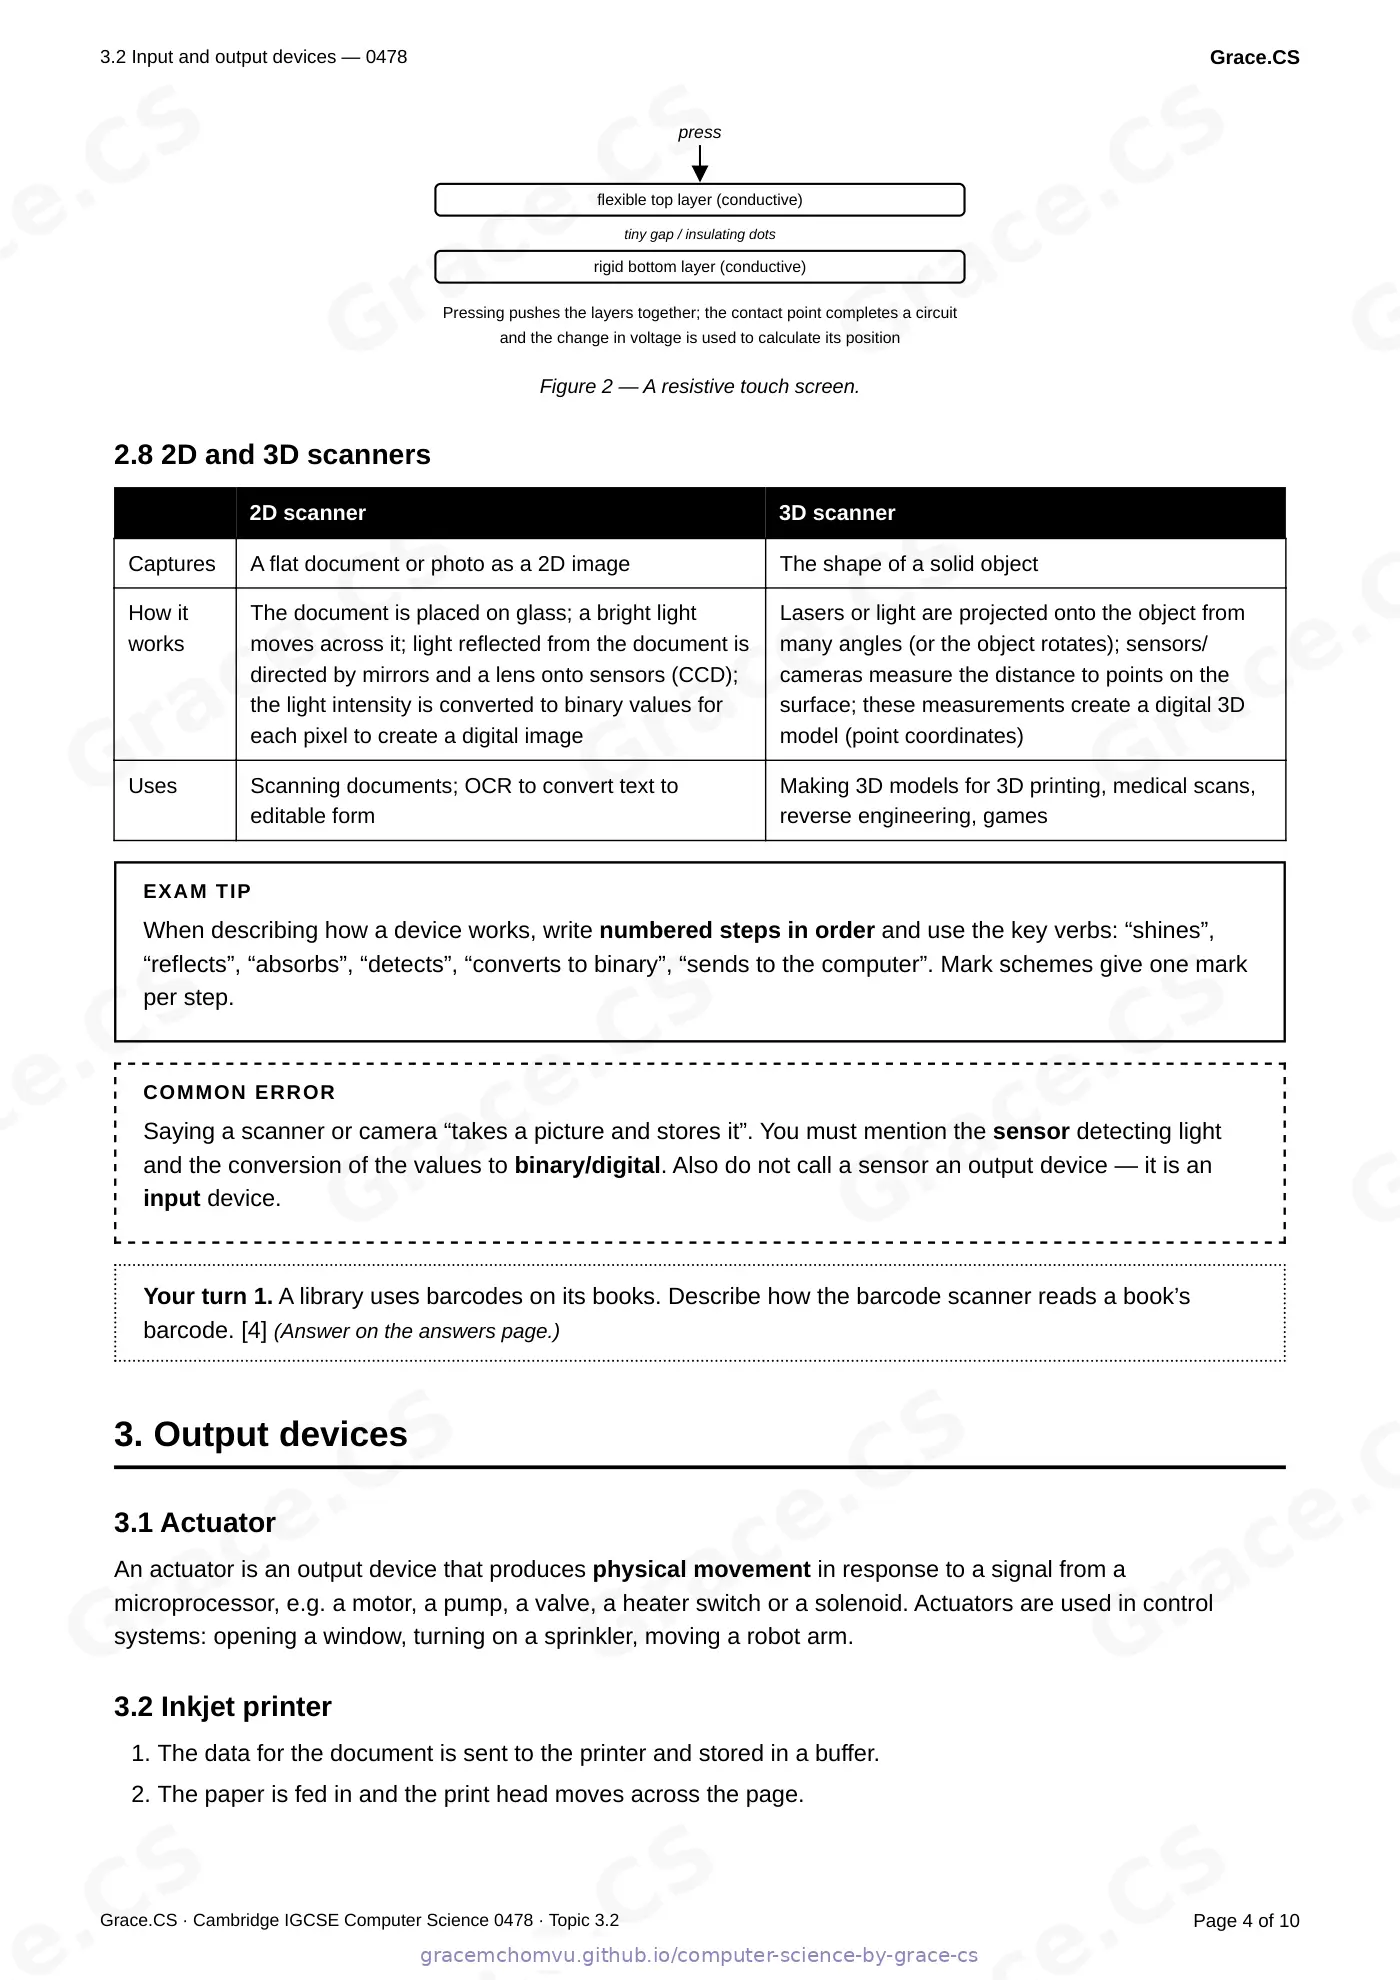 3.2 Input and output devices — 0478
Grace.CS
press
flexible top layer (conductive)
tiny gap / insulating dots
rigid bottom layer (conductive)
Pressing pushes the layers together; the contact point completes a circuit
and the change in voltage is used to calculate its position
Figure 2 — A resistive touch screen.
2.8 2D and 3D scanners
2D scanner
3D scanner
Captures
A flat document or photo as a 2D image
The shape of a solid object
How it
works
The document is placed on glass; a bright light
moves across it; light reflected from the document is
directed by mirrors and a lens onto sensors (CCD);
the light intensity is converted to binary values for
each pixel to create a digital image
Lasers or light are projected onto the object from
many angles (or the object rotates); sensors/
cameras measure the distance to points on the
surface; these measurements create a digital 3D
model (point coordinates)
Uses
Scanning documents; OCR to convert text to
editable form
Making 3D models for 3D printing, medical scans,
reverse engineering, games
EXAM TIP
When describing how a device works, write numbered steps in order and use the key verbs: “shines”,
“reflects”, “absorbs”, “detects”, “converts to binary”, “sends to the computer”. Mark schemes give one mark
per step.
COMMON ERROR
Saying a scanner or camera “takes a picture and stores it”. You must mention the sensor detecting light
and the conversion of the values to binary/digital. Also do not call a sensor an output device — it is an
input device.
Your turn 1. A library uses barcodes on its books. Describe how the barcode scanner reads a book’s
barcode. [4] (Answer on the answers page.)
3. Output devices
3.1 Actuator
An actuator is an output device that produces physical movement in response to a signal from a
microprocessor, e.g. a motor, a pump, a valve, a heater switch or a solenoid. Actuators are used in control
systems: opening a window, turning on a sprinkler, moving a robot arm.
3.2 Inkjet printer
1. The data for the document is sent to the printer and stored in a buffer.
2. The paper is fed in and the print head moves across the page.
Grace.CS · Cambridge IGCSE Computer Science 0478 · Topic 3.2
Page 4 of 10
gracemchomvu.github.io/computer-science-by-grace-cs